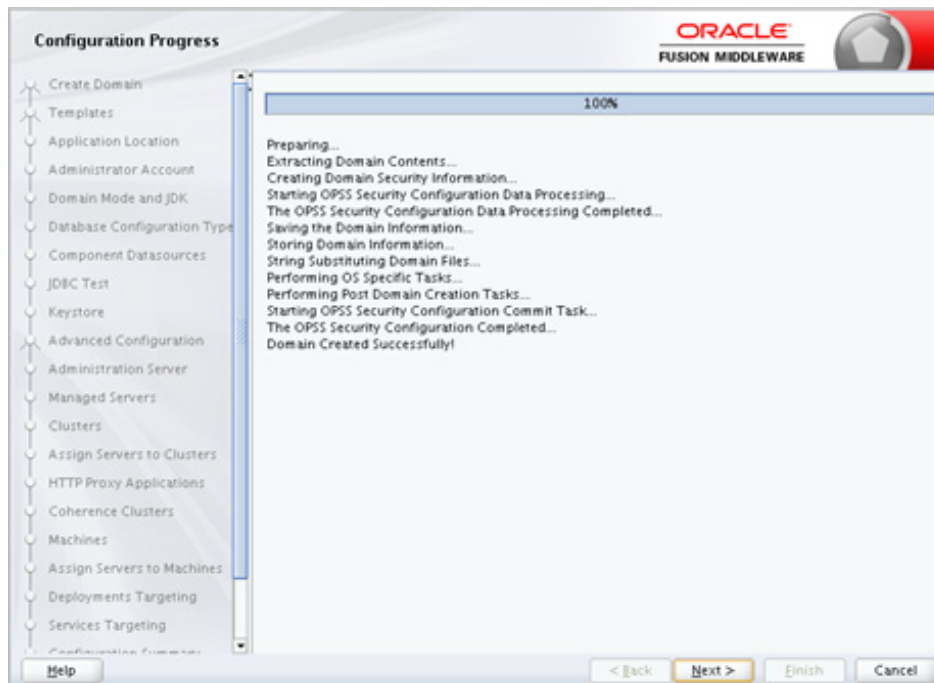 Configuration Progress
ORACLE
FUSION MIDDLEWARE
Create Domain
Templates
Application Location
Administrator Account
Domain Mode and JDK
Database Configuration Type
Component Datasources
JDBC Test
Keystore
Advanced Configuration
Administration Server
Managed Servers
Clusters
Assign Servers to Clusters
HTTP Proxy Applications
Coherence Clusters
Machines
Assign Servers to Machines
Deployments Targeting
Services Targeting
Configuration Summary
100%
Preparing...
Extracting Domain Contents...
Creating Domain Security Information...
Starting OPSS Security Configuration Data Processing...
The OPSS Security Configuration Data Processing Completed...
Saving the Domain Information...
Storing Domain Information...
String Substituting Domain Files...
Performing OS Specific Tasks...
Performing Post Domain Creation Tasks...
Starting OPSS Security Configuration Commit Task...
The OPSS Security Configuration Completed...
Domain Created Successfully!
Help
< Back
Next >
Finish
Cancel